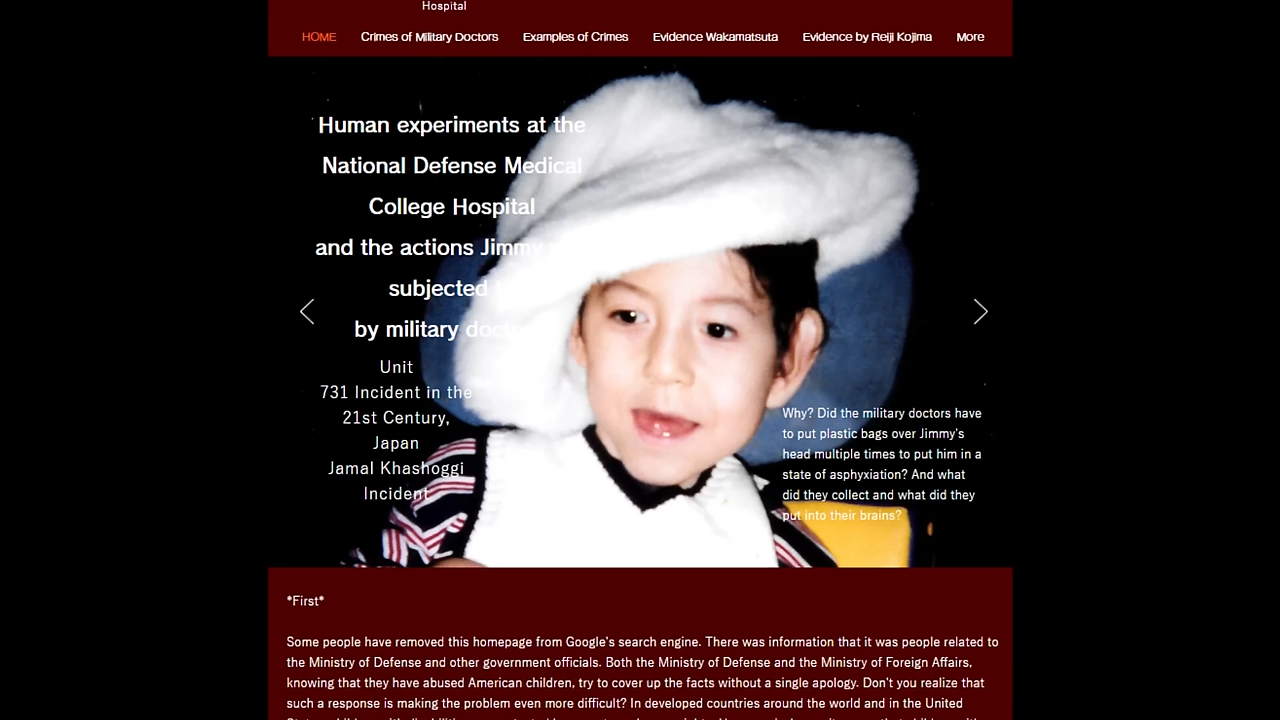 Hospital
HOME Crimes of Military Doctors Examples of Crimes Evidence Wakamatsuta Evidence by Reiji Kojima More
Human experiments at the
National Defense Medical
College Hospital
and the actions Jimmy
subjected
by military doctors
Unit
731 Incident in the
21st Century,
Japan
Jamal Khashoggi
Incident
Why? Did the military doctors have
to put plastic bags over Jimmy's
head multiple times to put him in a
state of asphyxiation? And what
did they collect and what did they
put into their brains?
*First*
Some people have removed this homepage from Google's search engine. There was information that it was people related to
the Ministry of Defense and other government officials. Both the Ministry of Defense and the Ministry of Foreign Affairs,
knowing that they have abused American children, try to cover up the facts without a single apology. Don't you realize that
such a response is making the problem even more difficult? In developed countries around the world and in the United